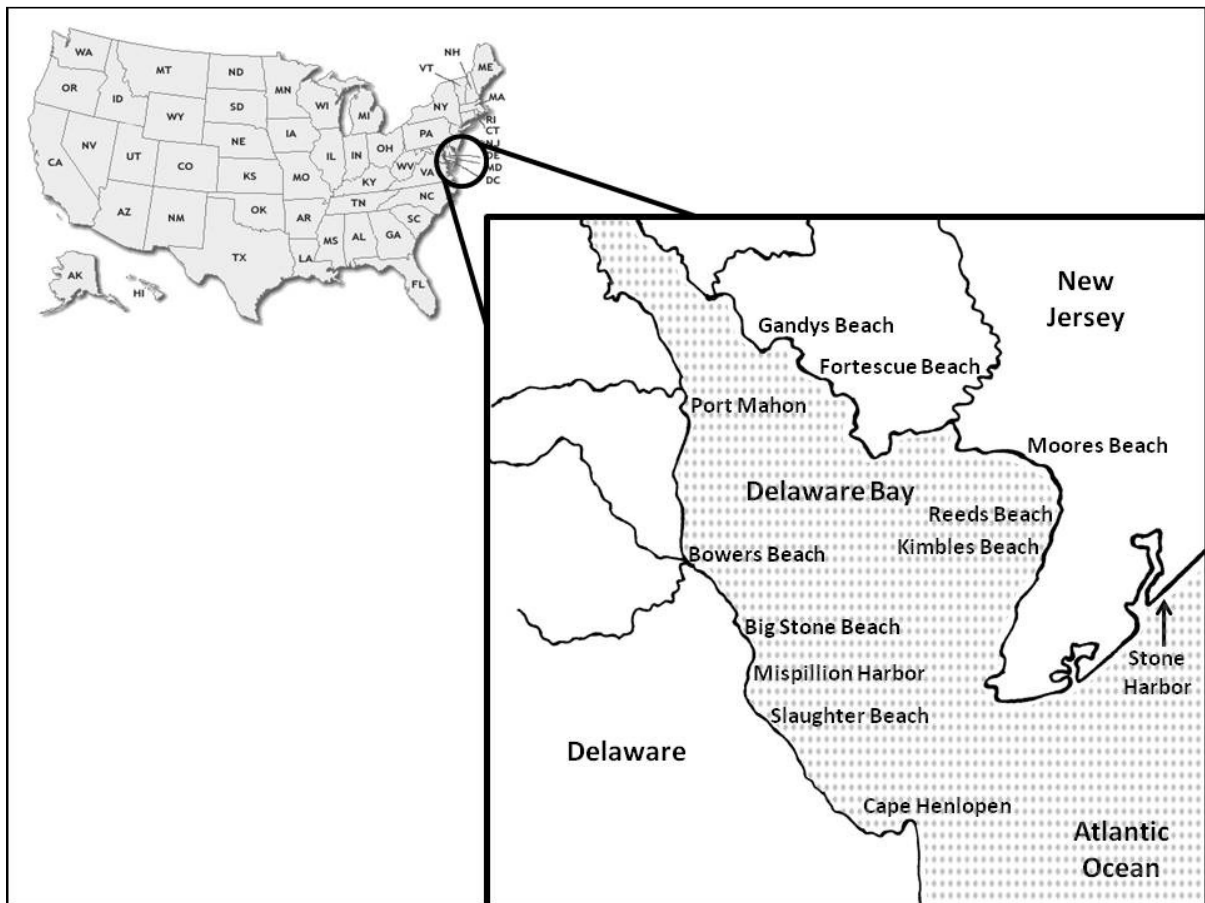 WA
OR
CA
NV
ID
MT
WY
UT
AZ
CO
NM
ND
SD
NE
KS
OK
TX
MN
IA
MO
AR
LA
WI
IL
MS
MI
IN
KY
TN
AL
OH
WV
VA
NC
SC
GA
FL
PA
NY
VT
NH
ME
MA
RI
CT
NJ
DE
MD
DC
AK
HI
New
Jersey
Gandys Beach
Fortescue Beach
Port Mahon
Moores Beach
Delaware Bay
Reeds Beach
Kimbles Beach
Bowers Beach
Big Stone Beach
Mispillion Harbor
Stone
Harbor
Slaughter Beach
Delaware
Cape Henlopen
Atlantic
Ocean